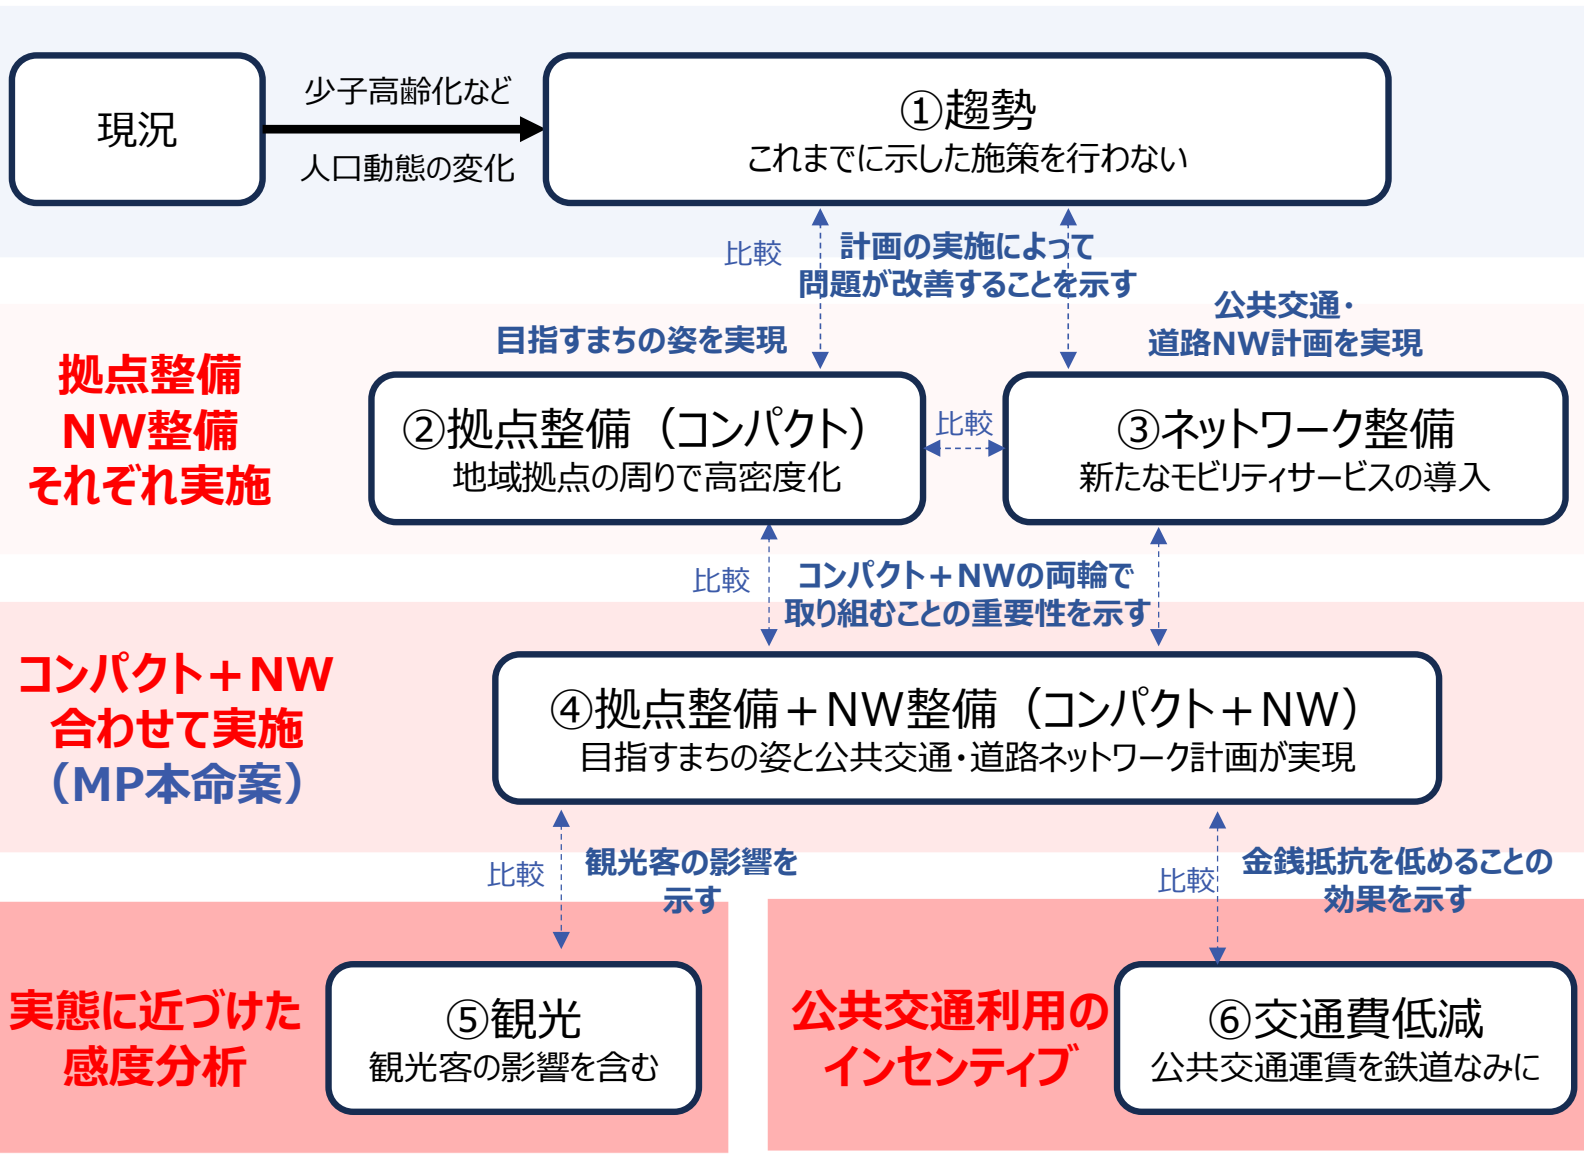 現況
少子高齢化など
人口動態の変化
①趨勢
これまでに示した施策を行わない
比較
計画の実施によって
問題が改善することを示す
目指すまちの姿を実現
公共交通・
道路NW計画を実現
拠点整備
NW整備
それぞれ実施
②拠点整備（コンパクト）
地域拠点の周りで高密度化
比較
③ネットワーク整備
新たなモビリティサービスの導入
比較
コンパクト＋NWの両輪で
取り組むことの重要性を示す
コンパクト＋NW
合わせて実施
（MP本命案）
④拠点整備＋NW整備（コンパクト＋NW）
目指すまちの姿と公共交通・道路ネットワーク計画が実現
比較
観光客の影響を
示す
比較
金銭抵抗を低めることの
効果を示す
実態に近づけた
感度分析
⑤観光
観光客の影響を含む
公共交通利用の
インセンティブ
⑥交通費低減
公共交通運賃を鉄道なみに